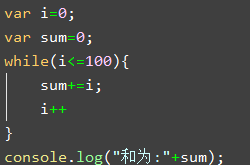 var i=0;
var sum=0;
while(i<=100){
    sum+=i;
    i++
}
console.log("和为:"+sum);